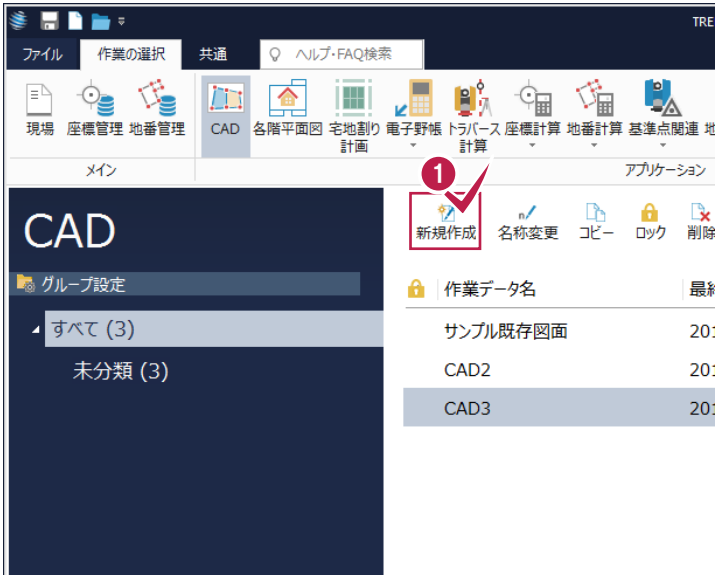 TRE
ファイル 作業の選択 共通 ヘルプ・FAQ検索
現場 座標管理 地番管理 CAD 各階平面図 宅地割り 電子野帳 トラバース 座標計算 地番計算 基準点関連 地
計画 計算
メイン アプリケーション
1
CAD
新規作成 名称変更 コピー ロック 削除
グループ設定
作業データ名 最終
すべて (3)
サンプル既存図面 201
未分類 (3)
CAD2 201
CAD3 201